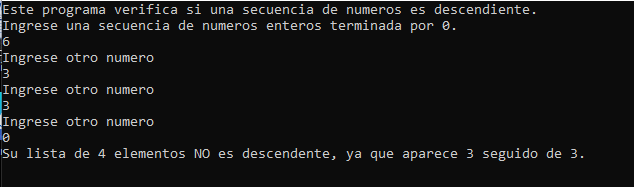 Este programa verifica si una secuencia de numeros es descendiente.
Ingrese una secuencia de numeros enteros terminada por 0.
6
Ingrese otro numero
3
Ingrese otro numero
3
Ingrese otro numero
0
Su lista de 4 elementos NO es descendente, ya que aparece 3 seguido de 3.